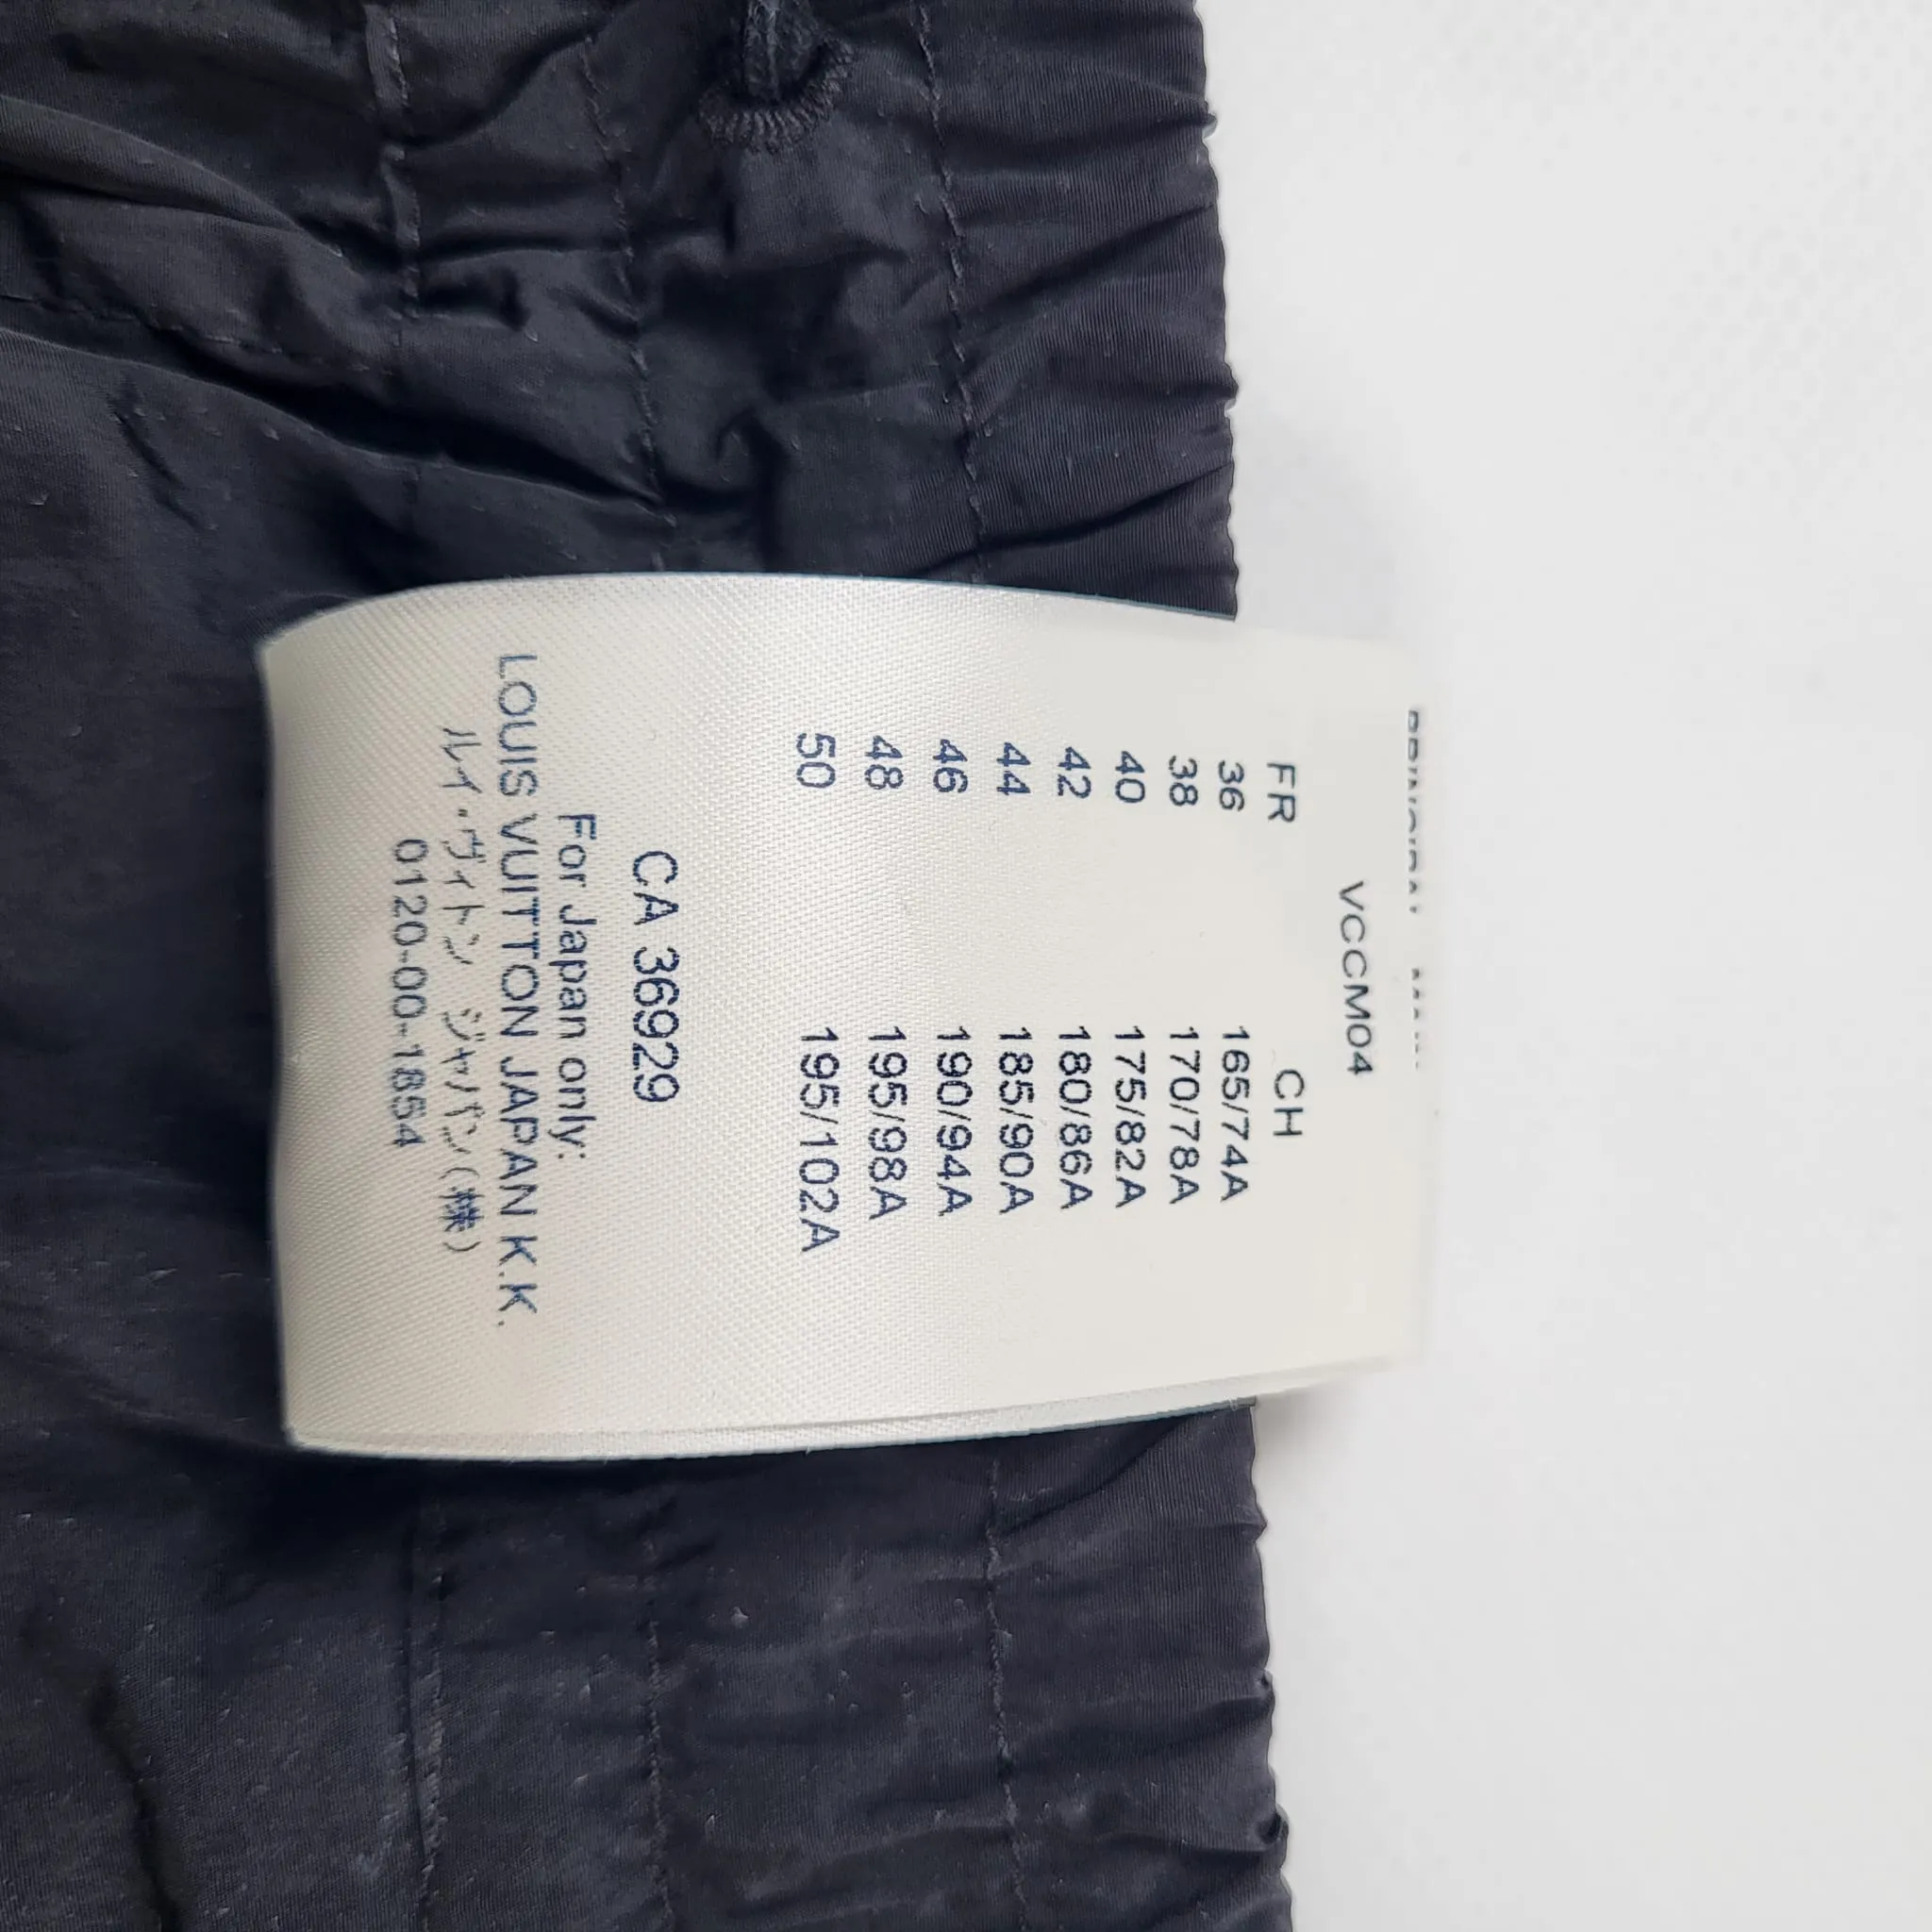 VCCM04
FR CH
36 165/74A
38 170/78A
40 175/82A
42 180/86A
44 185/90A
46 190/94A
48 195/98A
50 195/102A
CA 36929
For Japan only:
LOUIS VUITTON JAPAN K.K.
ルイ・ヴィトン ジャパン(株)
0120-00-1854